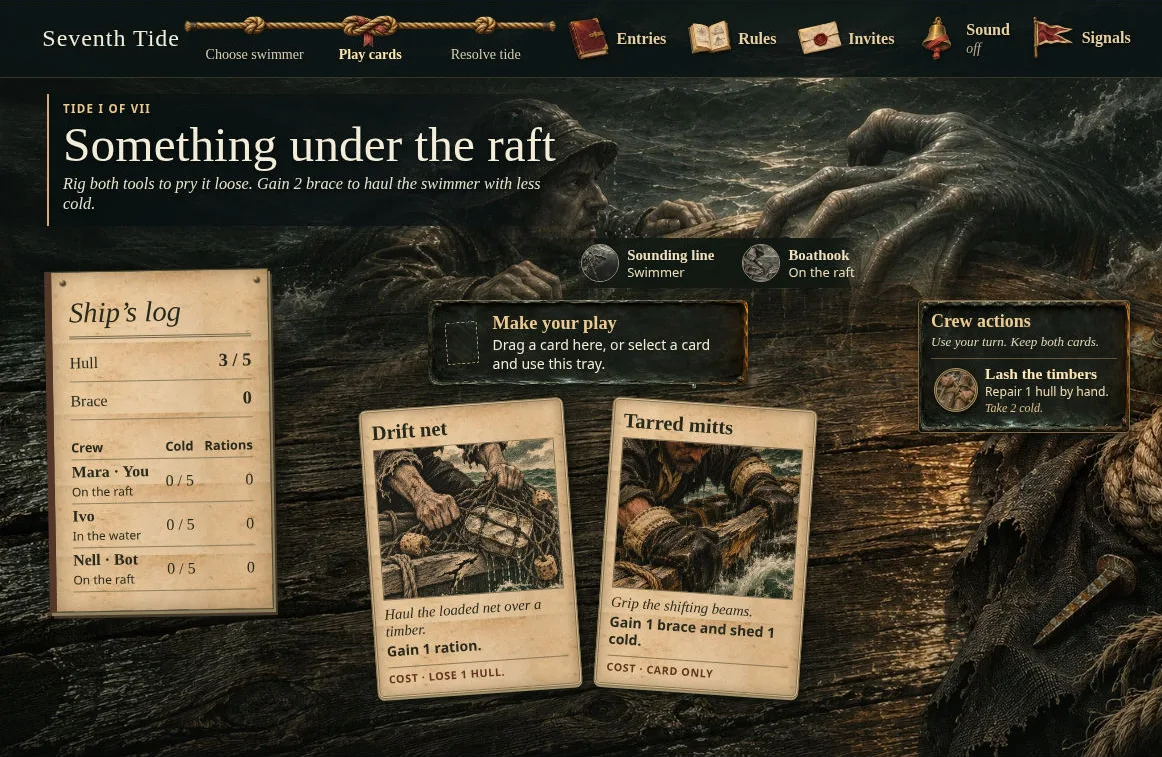 Seventh Tide
Choose swimmer
Play cards
Resolve tide
Entries
Rules
Invites
Sound
off
Signals
TIDE I OF VII
Something under the raft
Rig both tools to pry it loose. Gain 2 brace to haul the swimmer with less
cold.
Sounding line
Swimmer
Boathook
On the raft
Ship’s log
Hull 3 / 5
Brace 0
Crew Cold Rations
Mara · You
On the raft
0 / 5 0
Ivo
In the water
0 / 5 0
Nell · Bot
On the raft
0 / 5 0
Make your play
Drag a card here, or select a card
and use this tray.
Crew actions
Use your turn. Keep both cards.
Lash the timbers
Repair 1 hull by hand.
Take 2 cold.
Drift net
Haul the loaded net over a
timber.
Gain 1 ration.
COST · LOSE 1 HULL.
Tarred mitts
Grip the shifting beams.
Gain 1 brace and shed 1
cold.
COST · CARD ONLY